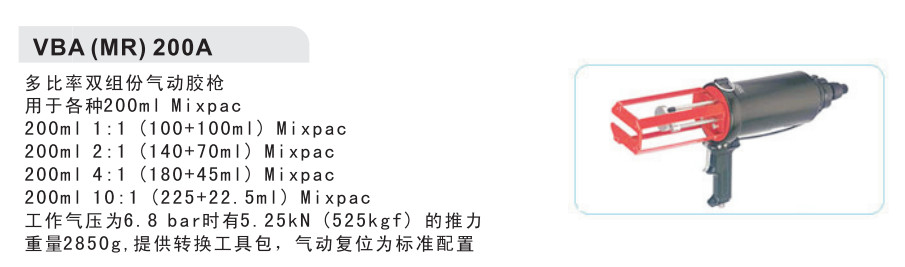 VBA (MR) 200A
多比率双组份气动胶枪
用于各种200ml Mixpac
200ml 1:1 (100+100ml) Mixpac
200ml 2:1 (140+70ml) Mixpac
200ml 4:1 (180+45ml) Mixpac
200ml 10:1 (225+22.5ml) Mixpac
工作气压为6.8 bar时有5.25kN (525kgf) 的推力
重量2850g,提供转换工具包，气动复位为标准配置